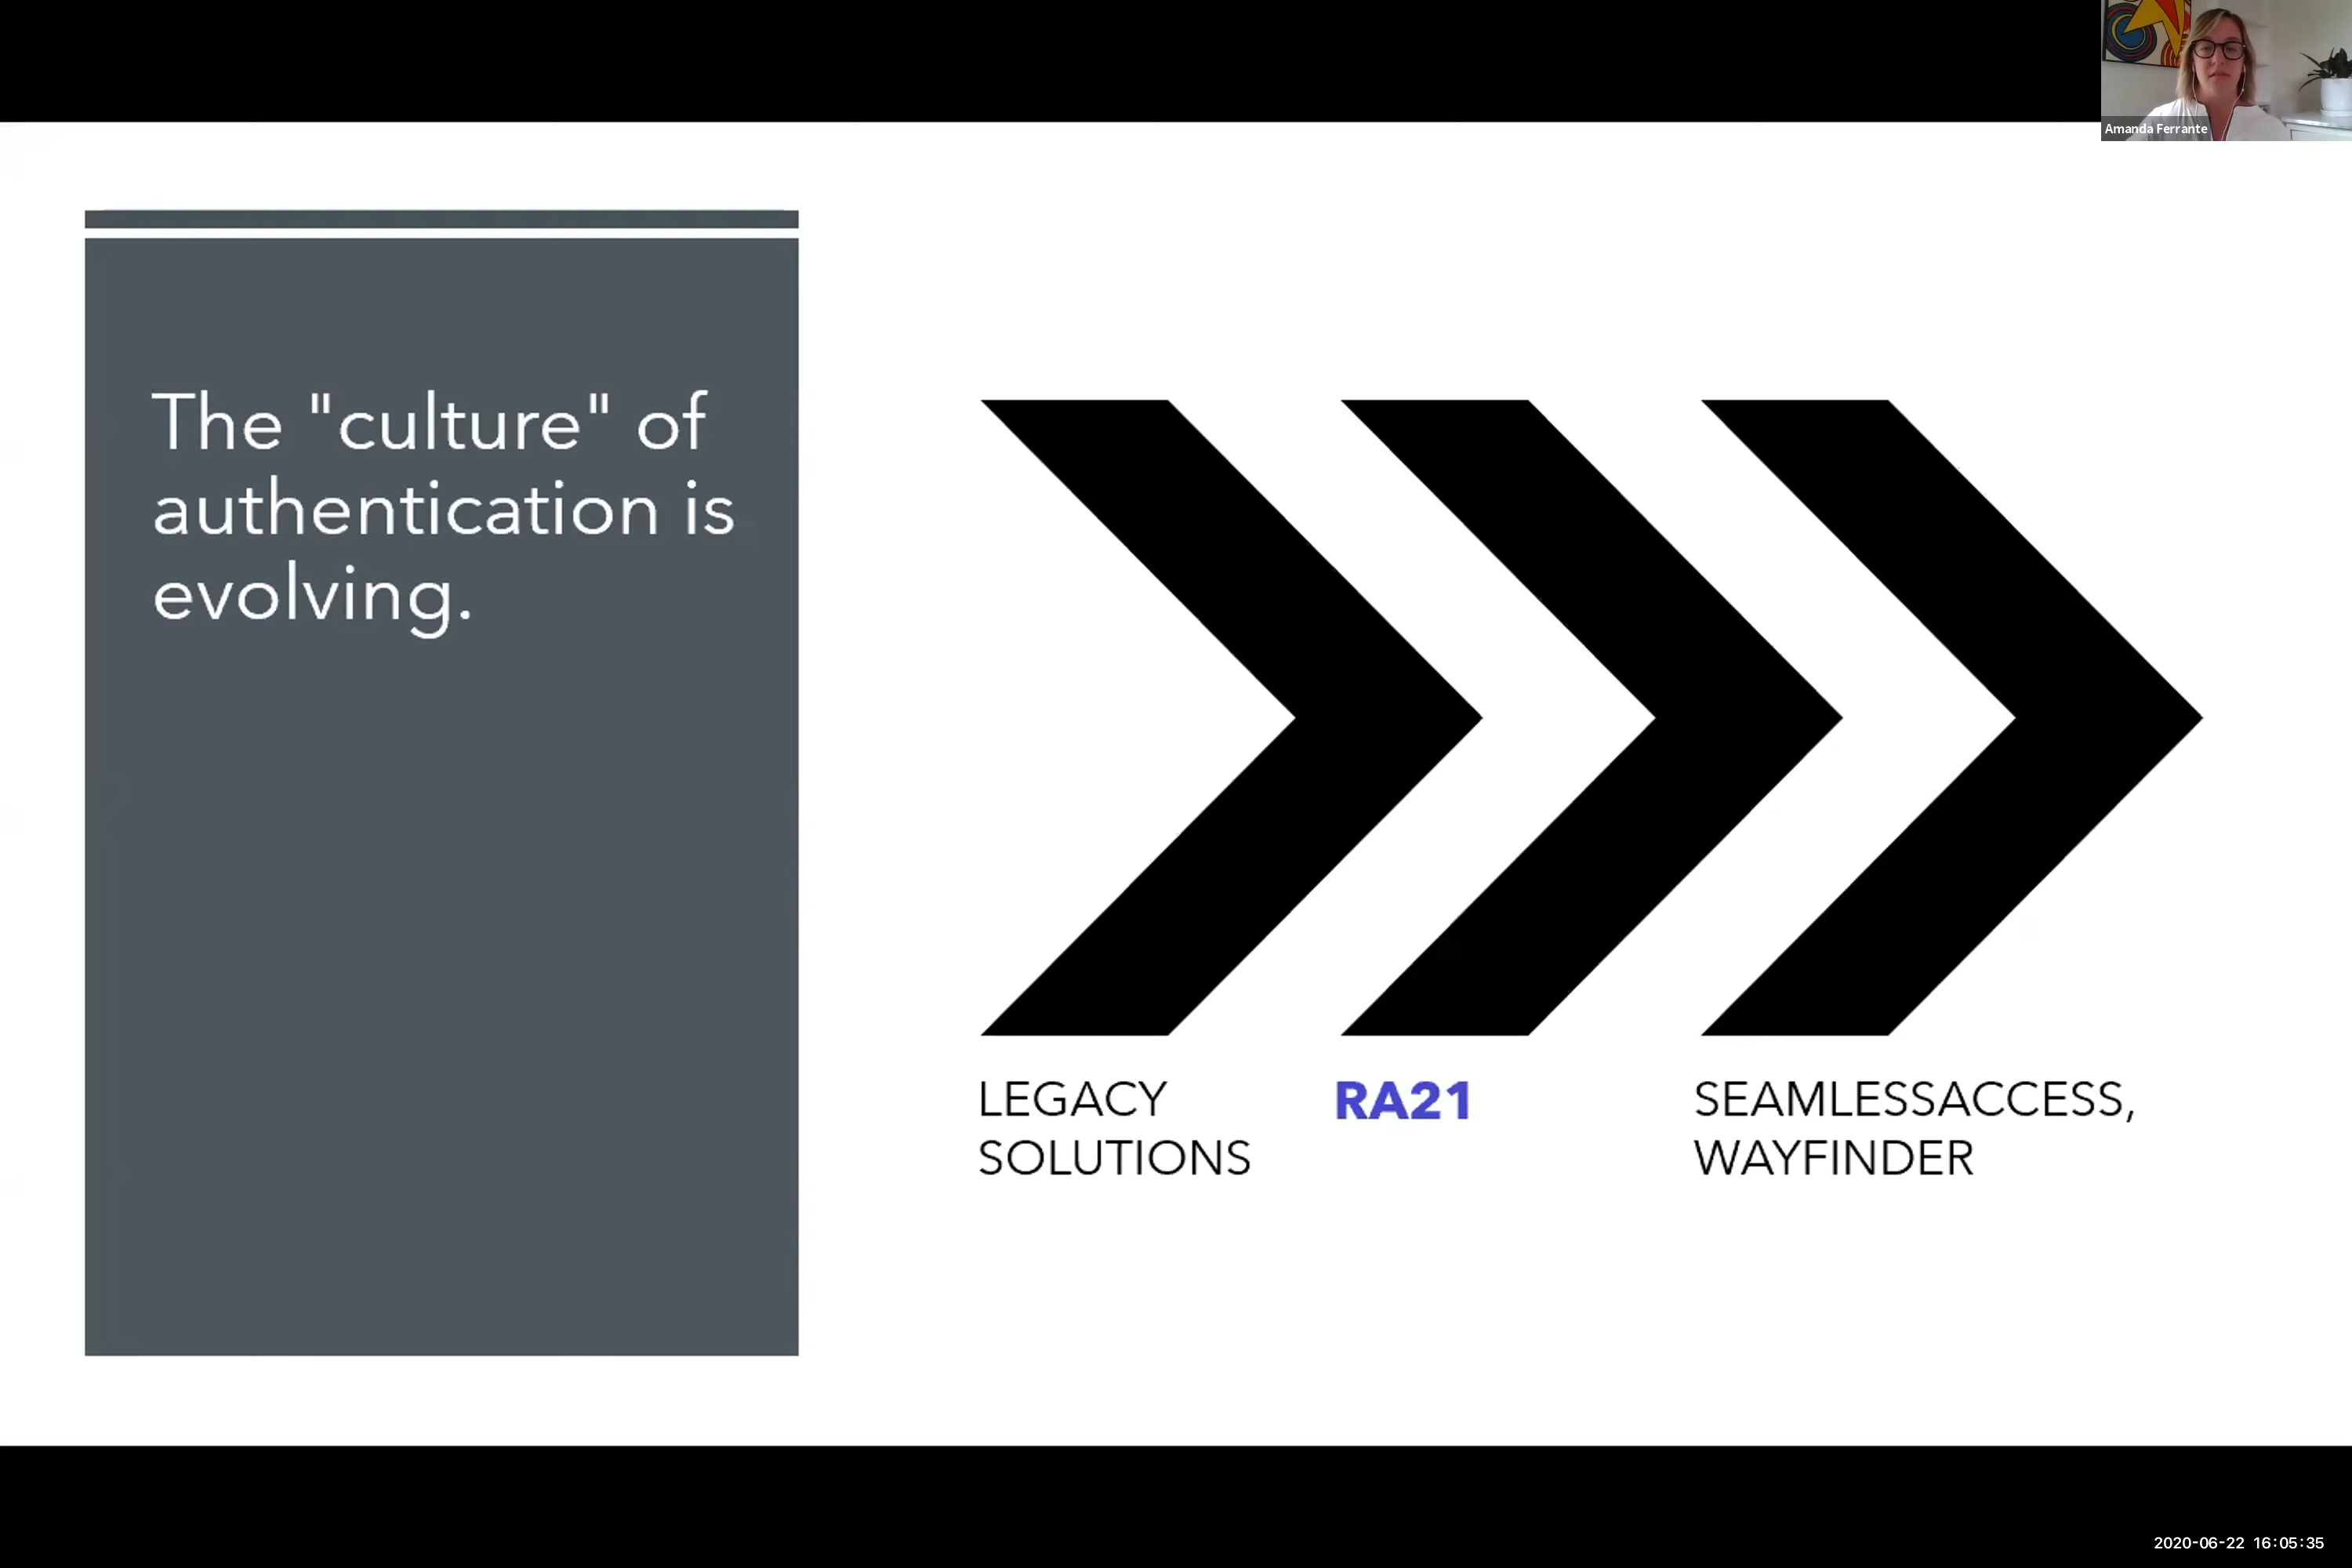 Amanda Ferrante
The "culture" of
authentication is
evolving.
LEGACY
SOLUTIONS
RA21
SEAMLESSACCESS,
WAYFINDER
2020-06-22 16:05:35